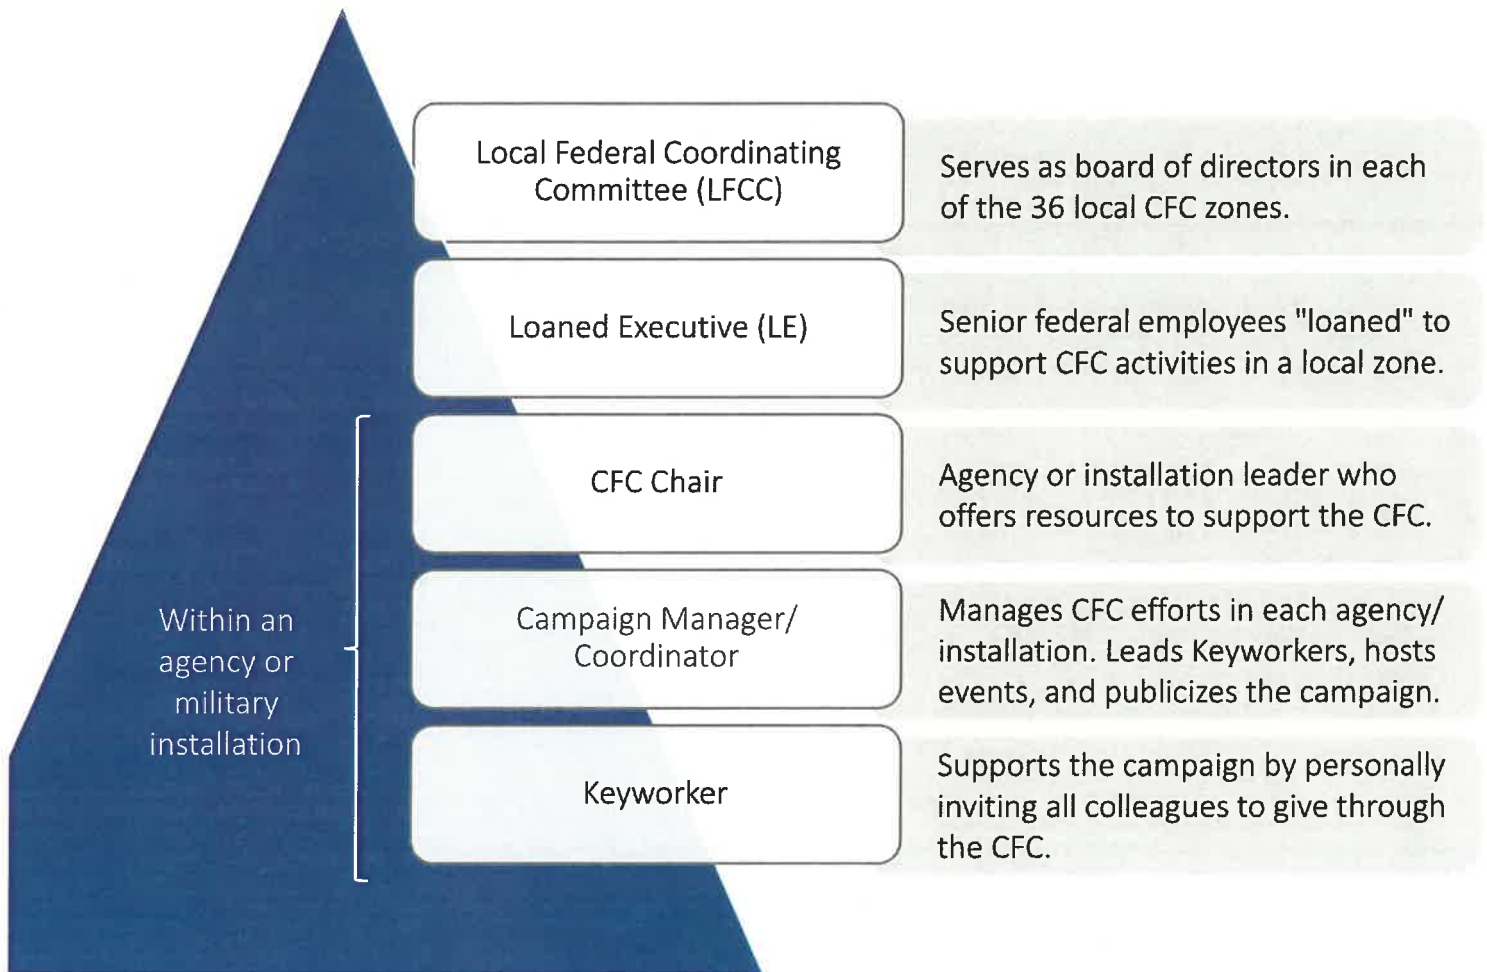 Local Federal Coordinating
Committee (LFCC)
Serves as board of directors in each
of the 36 local CFC zones.
Loaned Executive (LE)
Senior federal employees "loaned" to
support CFC activities in a local zone.
CFC Chair
Agency or installation leader who
offers resources to support the CFC.
Within an
agency or
military
installation
Campaign Manager/
Coordinator
Manages CFC efforts in each agency/
installation. Leads Keyworkers, hosts
events, and publicizes the campaign.
Keyworker
Supports the campaign by personally
inviting all colleagues to give through
the CFC.